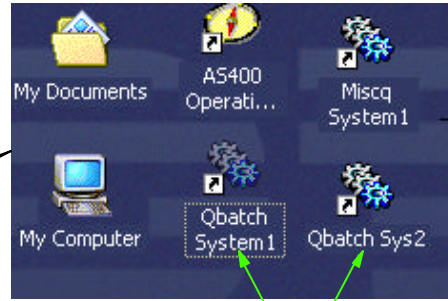 My Documents
AS400
Operati...
Miscq
System1
My Computer
Qbatch
System1
Qbatch Sys2